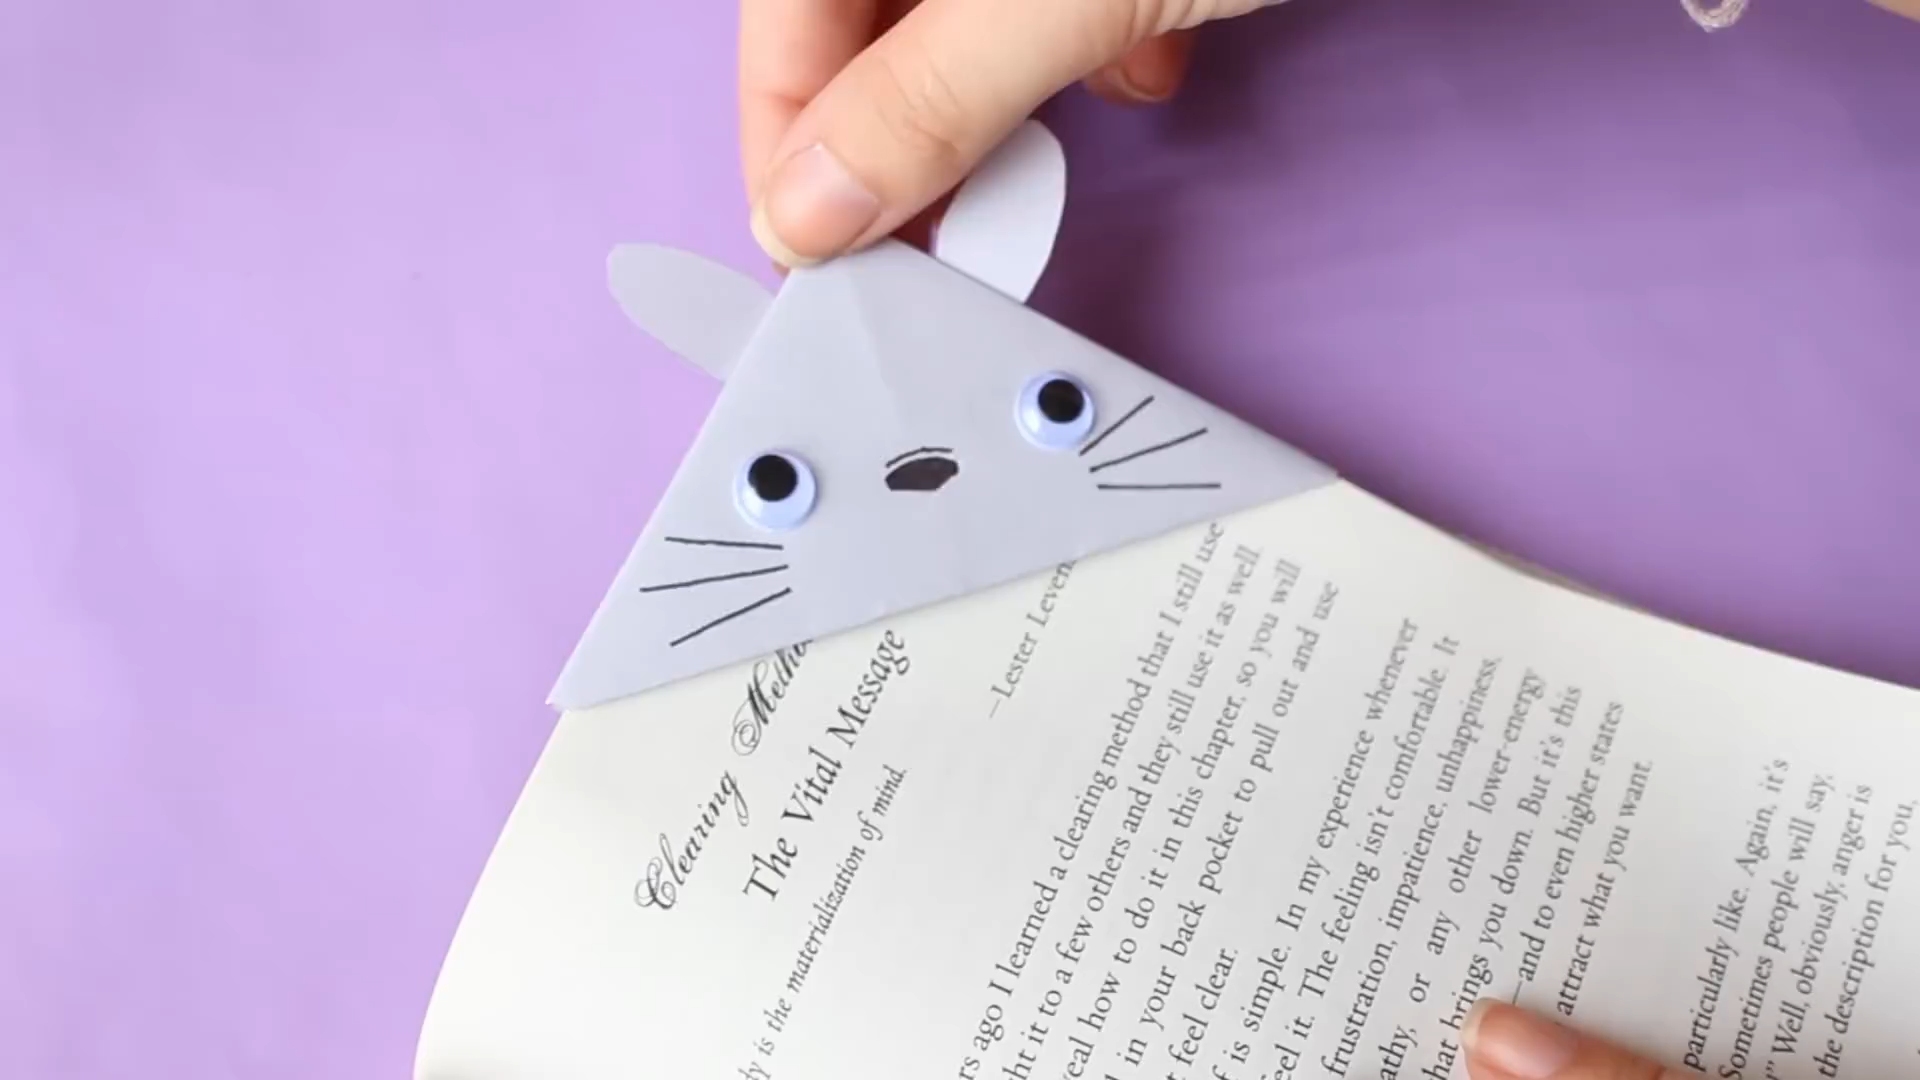 Clearing
The Vital Message
dy is the materialization of mind.
—Lester Leven
rs ago I learned a clearing method that I still use
ht it to a few others and they still use it as well.
eal how to do it in this chapter, so you will
in your back pocket to pull out and use
feel clear.
is simple. In my experience whenever
eel it. The feeling isn't comfortable. It
frustration, impatience, unhappiness,
athy, or any other lower-energy
hat brings you down. But it's this
—and to even higher states
attract what you want.
particularly like. Again, it's
Sometimes people will say,
" Well, obviously, anger is
the description for you,